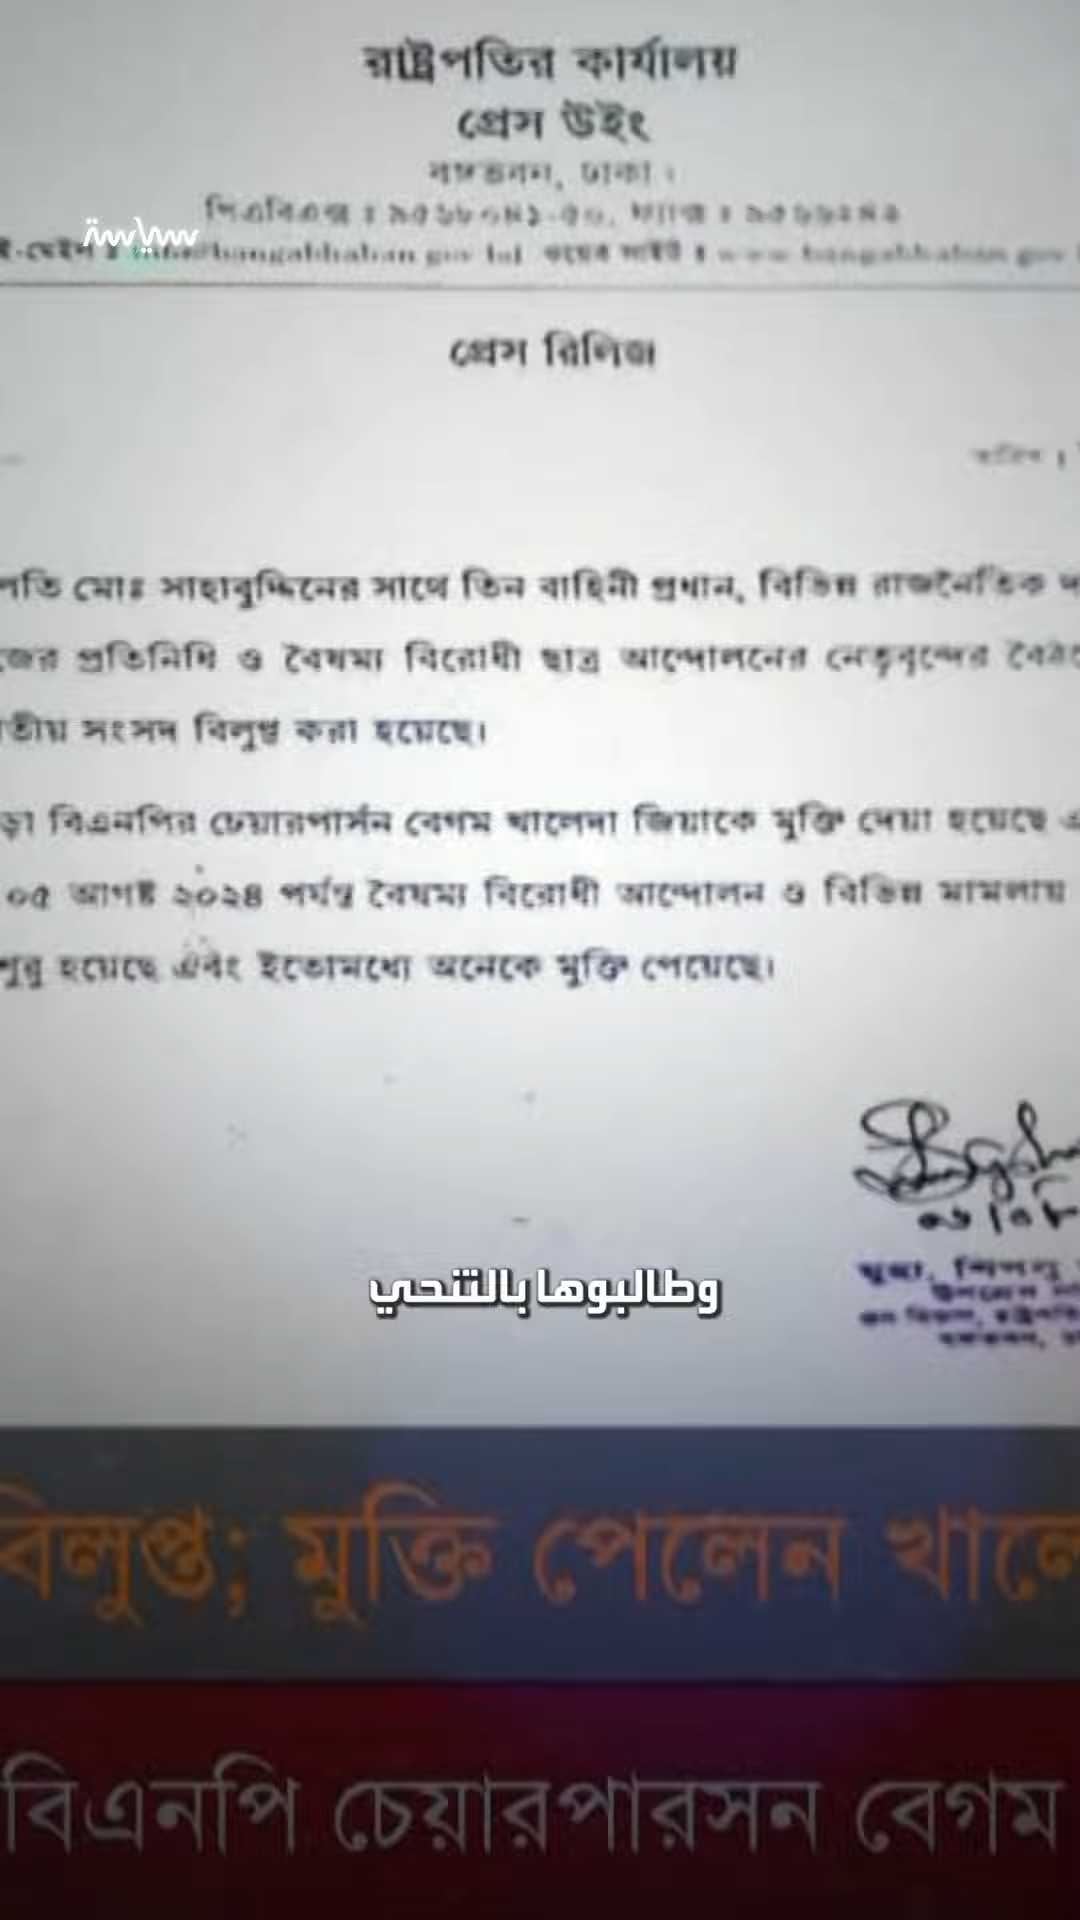 রাষ্ট্রপতির কার্যালয়
প্রেস উইং
বঙ্গভবন, ঢাকা।
سياسة
প্রেস রিলিজ
পতি মোঃ সাহাবুদ্দিনের সাথে তিন বাহিনী প্রধান, বিভিন্ন রাজনৈতিক
জের প্রতিনিধি ও বৈষম্য বিরোধী ছাত্র আন্দোলনের নেতৃবৃন্দের
তীয় সংসদ বিলুপ্ত করা হয়েছে।
ড়া বিএনপির চেয়ারপার্সন বেগম খালেদা জিয়াকে মুক্তি দেয়া হয়েছে
০৫ আগষ্ট ২০২৪ পর্যন্ত বৈষম্য বিরোধী আন্দোলন ও বিভিন্ন মামলায়
শুরু হয়েছে এবং ইতোমধ্যে অনেকে মুক্তি পেয়েছে।
وطالبوها بالتنحي
বিলুপ্ত; মুক্তি পেলেন খালে
বিএনপি চেয়ারপারসন বেগম